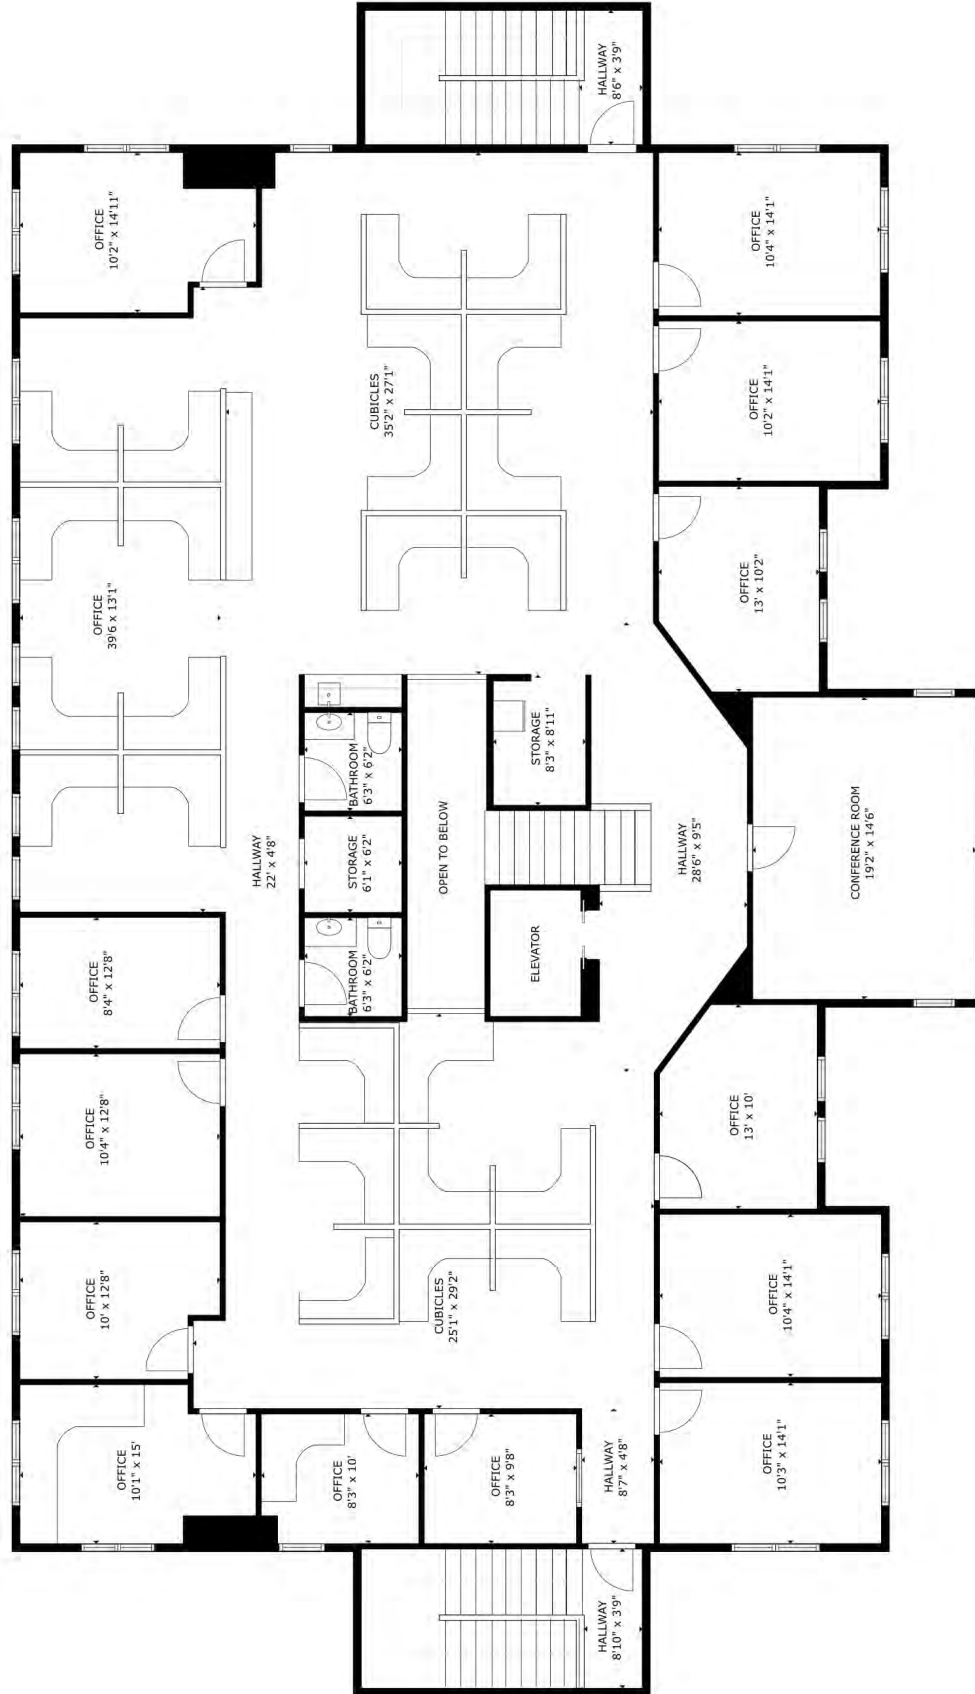 HALLWAY
8'6" x 3'9"
OFFICE
10'2" x 14'11"
OFFICE
10'4" x 14'1"
CUBICLES
35'2" x 27'1"
OFFICE
10'2" x 14'1"
OFFICE
39'6 x 13'1"
OFFICE
13' x 10'2"
STORAGE
8'3" x 8'11"
BATHROOM
6'3" x 6'2"
HALLWAY
22' x 4'8"
STORAGE
6'1" x 6'2"
OPEN TO BELOW
HALLWAY
28'6" x 9'5"
CONFERENCE ROOM
19'2" x 14'6"
OFFICE
8'4" x 12'8"
BATHROOM
6'3" x 6'2"
ELEVATOR
OFFICE
10'4" x 12'8"
OFFICE
13' x 10'
OFFICE
10' x 12'8"
CUBICLES
25'1" x 29'2"
OFFICE
10'4" x 14'1"
OFFICE
10'1" x 15'
OFFICE
8'3" x 10'
OFFICE
8'3" x 9'8"
HALLWAY
8'7" x 4'8"
OFFICE
10'3" x 14'1"
HALLWAY
8'10" x 3'9"